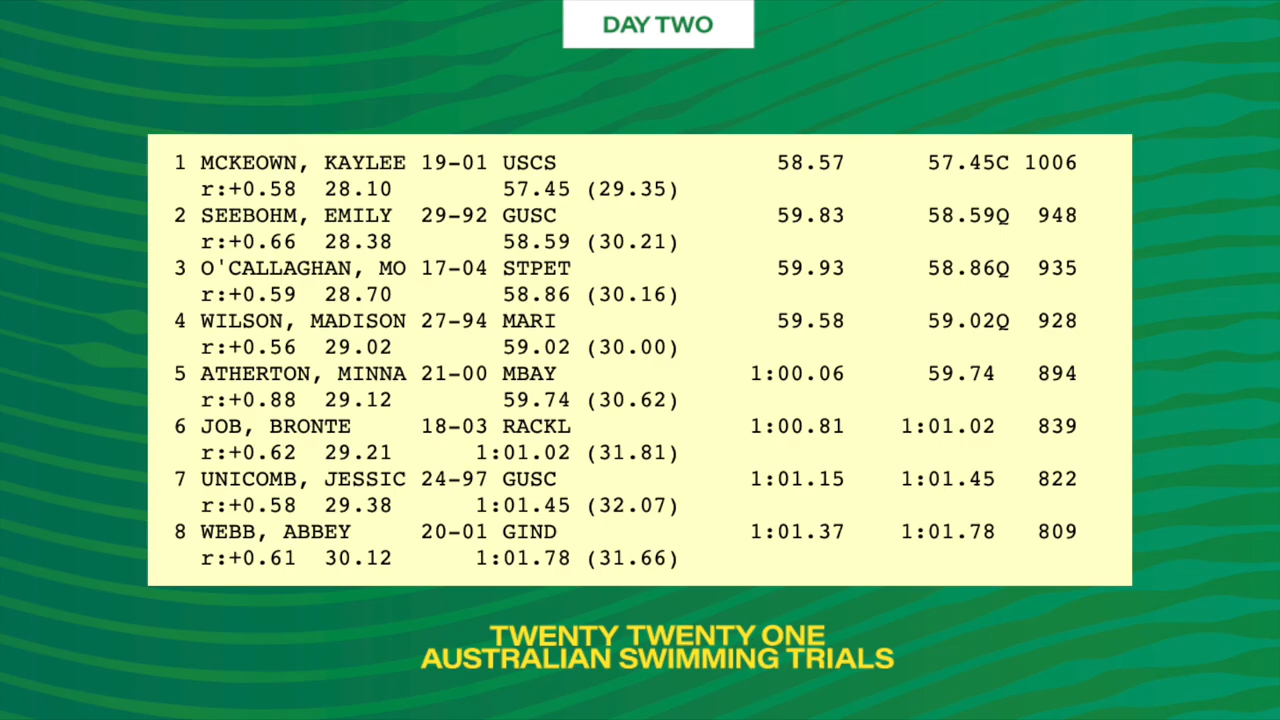 DAY TWO
1 MCKEOWN, KAYLEE 19-01 USCS 58.57 57.45C 1006
r:+0.58 28.10 57.45 (29.35)
2 SEEBOHM, EMILY 29-92 GUSC 59.83 58.59Q 948
r:+0.66 28.38 58.59 (30.21)
3 O'CALLAGHAN, MO 17-04 STPET 59.93 58.86Q 935
r:+0.59 28.70 58.86 (30.16)
4 WILSON, MADISON 27-94 MARI 59.58 59.02Q 928
r:+0.56 29.02 59.02 (30.00)
5 ATHERTON, MINNA 21-00 MBAY 1:00.06 59.74 894
r:+0.88 29.12 59.74 (30.62)
6 JOB, BRONTE 18-03 RACKL 1:00.81 1:01.02 839
r:+0.62 29.21 1:01.02 (31.81)
7 UNICOMB, JESSIC 24-97 GUSC 1:01.15 1:01.45 822
r:+0.58 29.38 1:01.45 (32.07)
8 WEBB, ABBEY 20-01 GIND 1:01.37 1:01.78 809
r:+0.61 30.12 1:01.78 (31.66)
TWENTY TWENTY ONE
AUSTRALIAN SWIMMING TRIALS